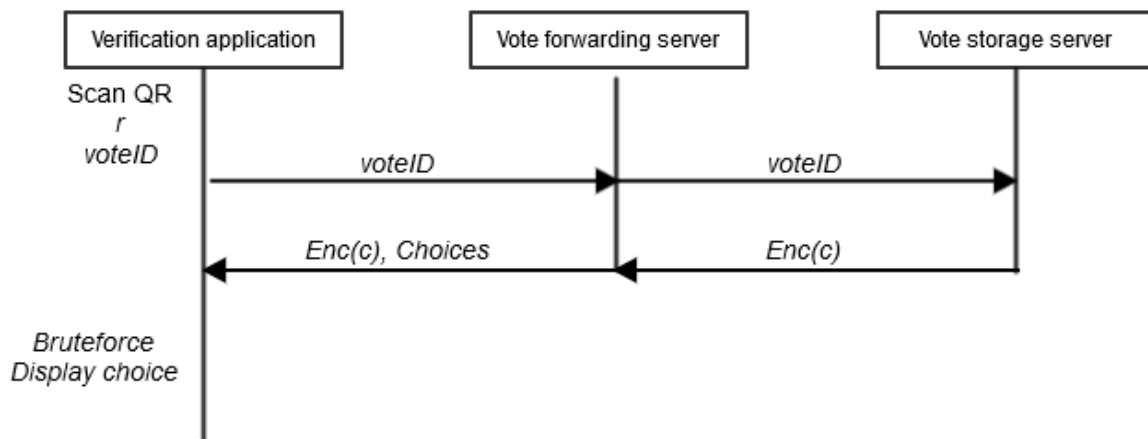 Verification application
Vote forwarding server
Vote storage server
Scan QR
r
voteID
voteID
voteID
Enc(c), Choices
Enc(c)
Bruteforce
Display choice